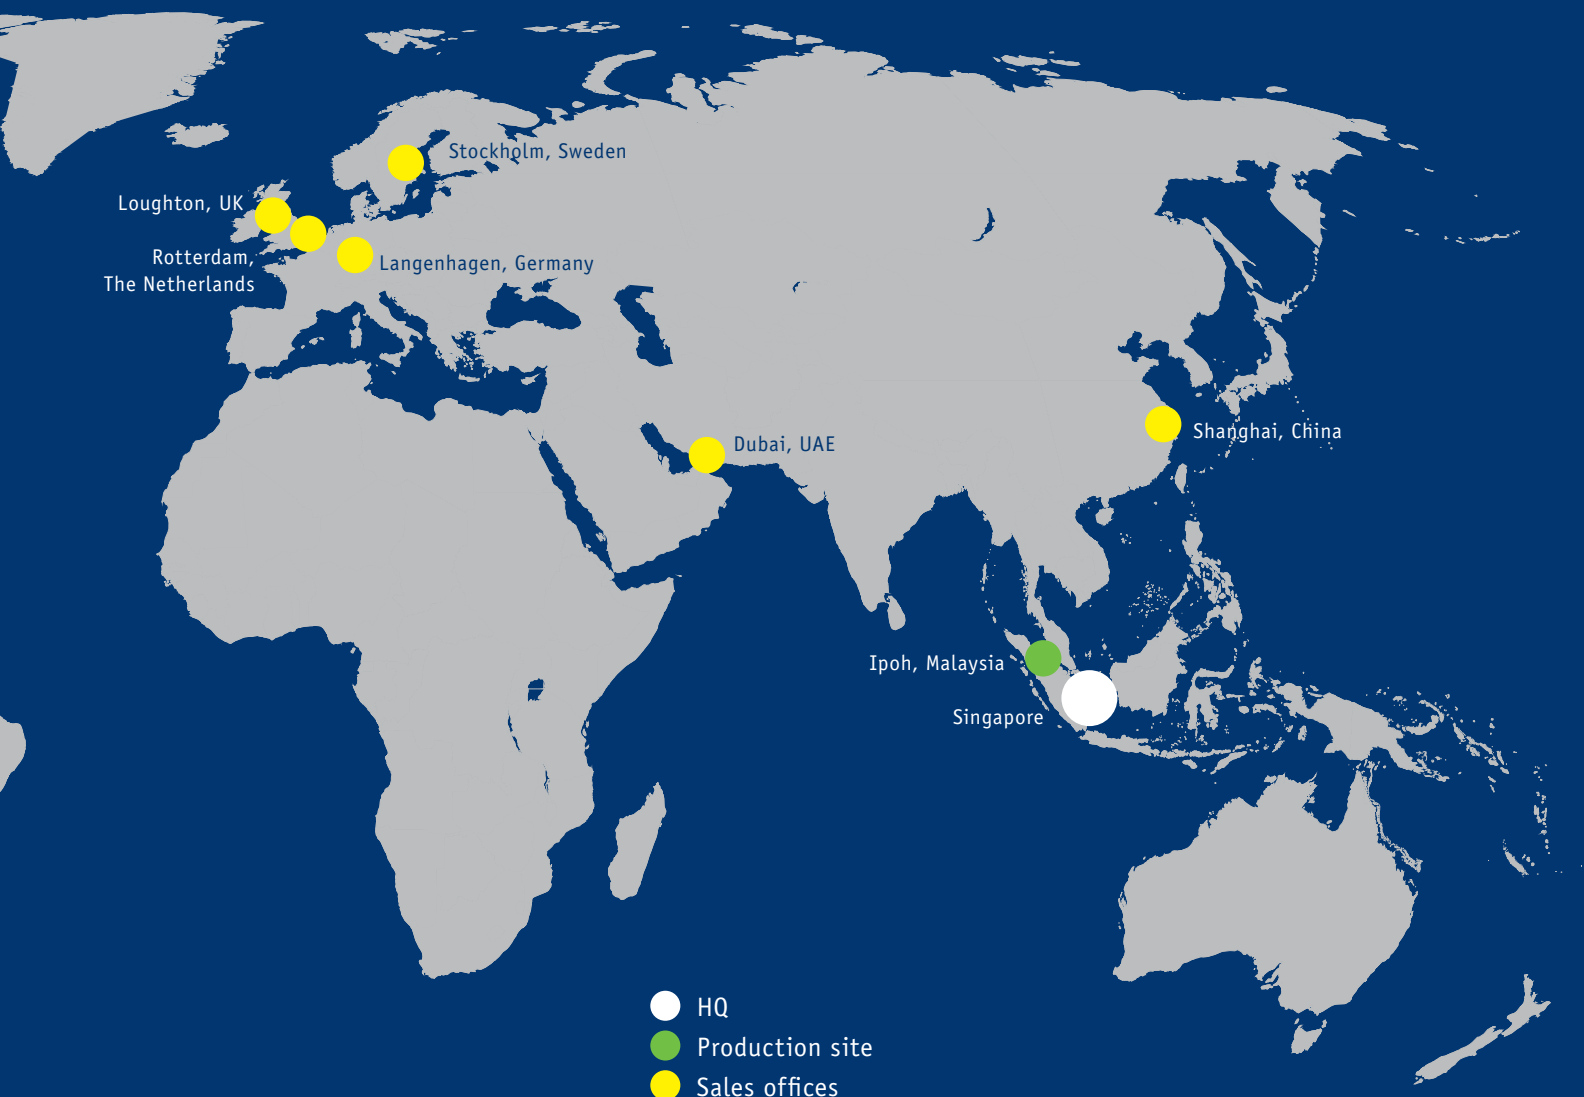 Stockholm, Sweden
Loughton, UK
Rotterdam,
The Netherlands
Langenhagen, Germany
Dubai, UAE
Shanghai, China
Ipoh, Malaysia
Singapore
HQ
Production site
Sales offices